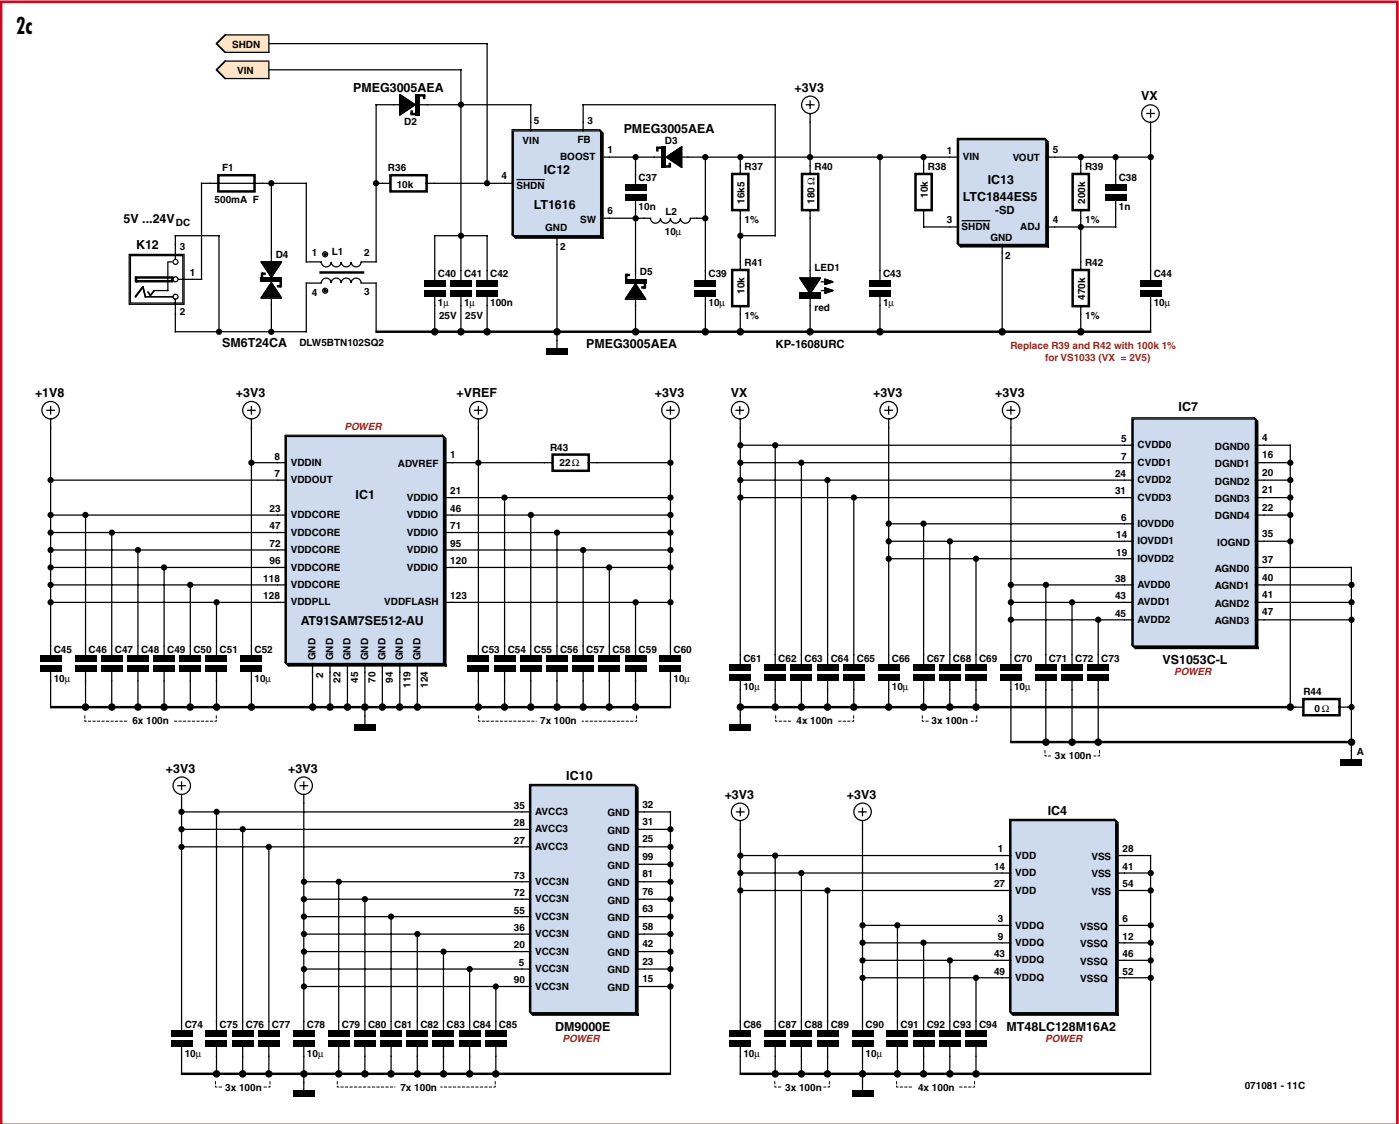 2c
SHDN
VIN
PMEG3005AEA
D2
+3V3
VX
PMEG3005AEA
D3
5
3
VIN
FB
BOOST
1
IC12
4
SHDN
LT1616
SW
6
GND
2
R36
10k
F1
500mA F
5V ...24VDC
K12
3
1
2
D4
SM6T24CA
1
L1
2
4
3
DLW5BTN102SQ2
C40
1µ
25V
C41
1µ
25V
C42
100n
C37
10n
L2
10µ
D5
PMEG3005AEA
C39
10µ
R37
16k5
1%
R41
10k
1%
R40
180 Ω
LED1
red
KP-1608URC
C43
1µ
R38
10k
1
VIN
VOUT
5
IC13
LTC1844ES5
-SD
3
SHDN
ADJ
4
GND
2
R39
200k
1%
C38
1n
R42
470k
1%
C44
10µ
Replace R39 and R42 with 100k 1%
for VS1033 (VX = 2V5)
+1V8
+3V3
+VREF
+3V3
POWER
8
VDDIN
ADVREF
1
7
VDDOUT
IC1
VDDIO
21
23
VDDCORE
VDDIO
46
47
VDDCORE
VDDIO
71
72
VDDCORE
VDDIO
95
96
VDDCORE
VDDIO
120
118
VDDCORE
128
VDDPLL
VDDFLASH
123
AT91SAM7SE512-AU
GND
GND
GND
GND
GND
GND
GND
2
22
45
70
94
119
124
R43
22Ω
C45
10µ
C46
C47
C48
C49
C50
C51
6x 100n
C52
10µ
C53
C54
C55
C56
C57
C58
C59
7x 100n
C60
10µ
VX
+3V3
+3V3
IC7
5
CVDD0
DGND0
4
7
CVDD1
DGND1
16
24
CVDD2
DGND2
20
31
CVDD3
DGND3
21
DGND4
22
6
IOVDD0
14
IOVDD1
IOGND
35
19
IOVDD2
AGND0
37
38
AVDD0
AGND1
40
43
AVDD1
AGND2
41
45
AVDD2
AGND3
47
VS1053C-L
POWER
C61
10µ
C62
C63
C64
C65
4x 100n
C66
10µ
C67
C68
C69
3x 100n
C70
10µ
C71
C72
C73
3x 100n
R44
0 Ω
A
+3V3
+3V3
IC10
35
AVCC3
GND
32
28
AVCC3
GND
31
27
AVCC3
GND
25
GND
99
73
VCC3N
GND
81
72
VCC3N
GND
76
55
VCC3N
GND
63
36
VCC3N
GND
58
20
VCC3N
GND
42
5
VCC3N
GND
23
90
VCC3N
GND
15
DM9000E
POWER
C74
10µ
C75
C76
C77
3x 100n
C78
10µ
C79
C80
C81
C82
C83
C84
C85
7x 100n
+3V3
+3V3
IC4
1
VDD
VSS
28
14
VDD
VSS
41
27
VDD
VSS
54
3
VDDQ
VSSQ
6
9
VDDQ
VSSQ
12
43
VDDQ
VSSQ
46
49
VDDQ
VSSQ
52
MT48LC128M16A2
POWER
C86
10µ
C87
C88
C89
3x 100n
C90
10µ
C91
C92
C93
C94
4x 100n
071081 - 11C